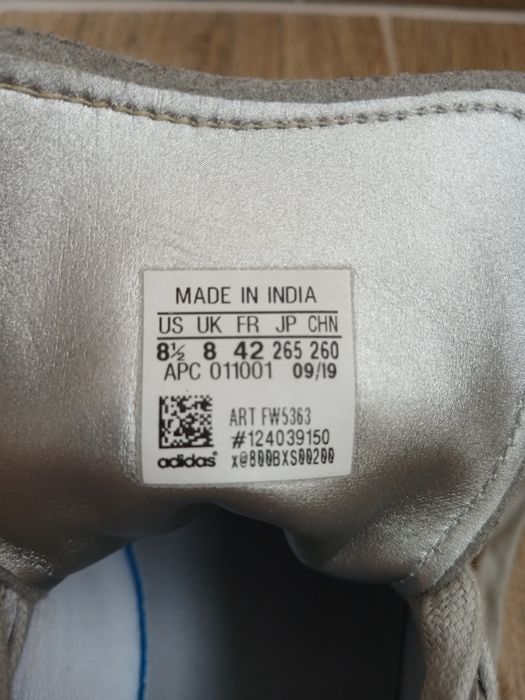 MADE IN INDIA
US UK FR JP CHN
8½ 8 42 265 260
APC 011001 09/19
ART FW5363
#124039150
adidas x@800BXS00200